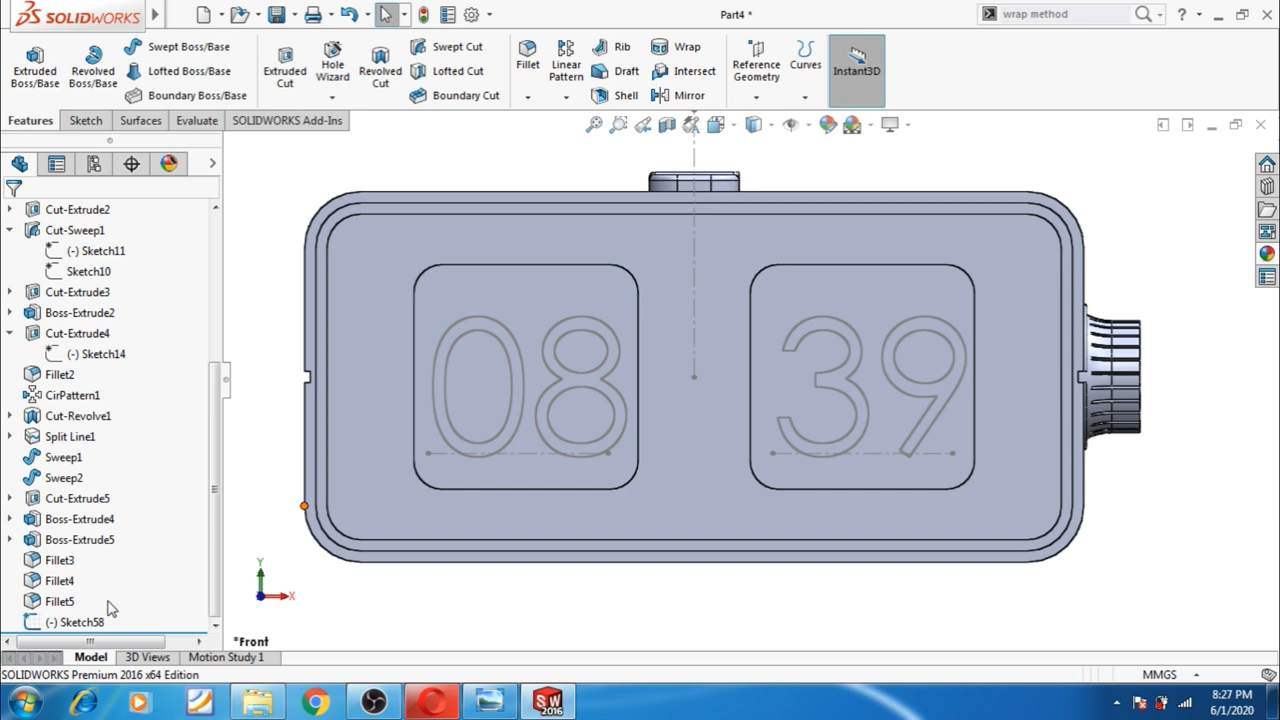 SOLIDWORKS
Part4 *
wrap method
?
Extruded Boss/Base
Revolved Boss/Base
Swept Boss/Base
Lofted Boss/Base
Boundary Boss/Base
Extruded Cut
Hole Wizard
Revolved Cut
Swept Cut
Lofted Cut
Boundary Cut
Fillet
Linear Pattern
Rib
Draft
Shell
Wrap
Intersect
Mirror
Reference Geometry
Curves
Instant3D
Features
Sketch
Surfaces
Evaluate
SOLIDWORKS Add-Ins
Cut-Extrude2
Cut-Sweep1
(-) Sketch11
Sketch10
Cut-Extrude3
Boss-Extrude2
Cut-Extrude4
(-) Sketch14
Fillet2
CirPattern1
Cut-Revolve1
Split Line1
Sweep1
Sweep2
Cut-Extrude5
Boss-Extrude4
Boss-Extrude5
Fillet3
Fillet4
Fillet5
(-) Sketch58
08
39
Y
X
*Front
Model
3D Views
Motion Study 1
SOLIDWORKS Premium 2016 x64 Edition
MMGS
SW
2016
8:27 PM
6/1/2020